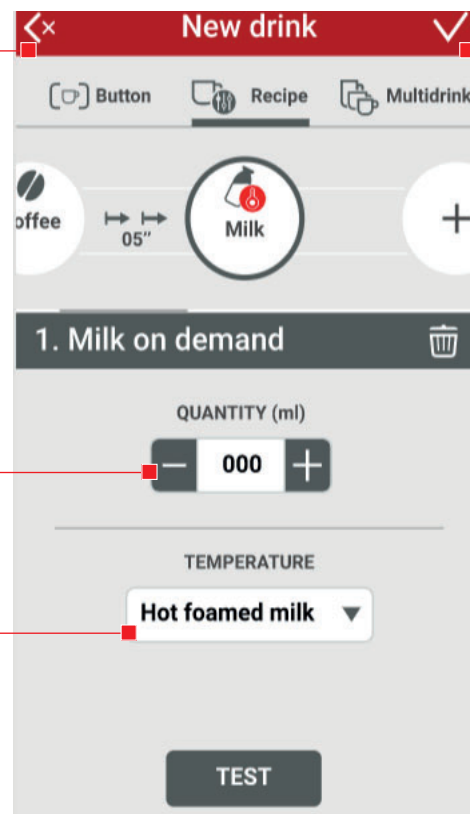 New drink
Button Recipe Multidrink
offee 05” Milk +
1. Milk on demand
QUANTITY (ml)
− 000 +
TEMPERATURE
Hot foamed milk
TEST